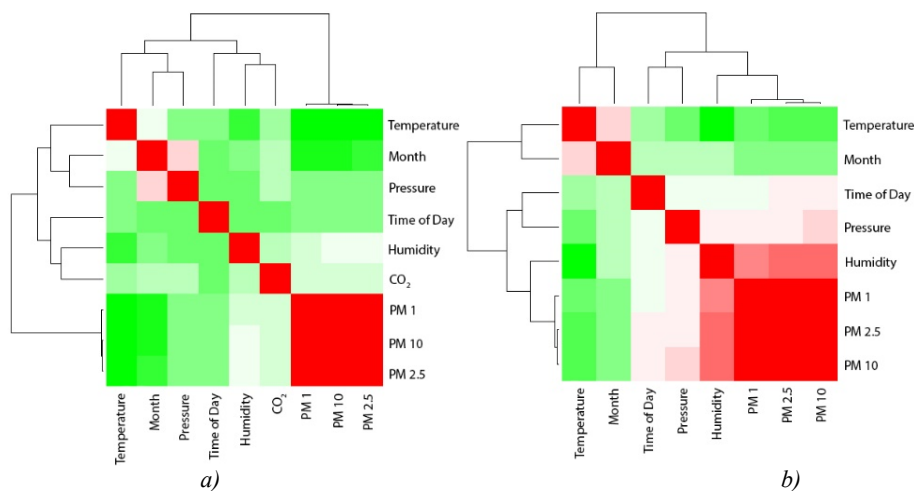 Temperature
Month
Pressure
Time of Day
Humidity
CO₂
PM 1
PM 10
PM 2.5
Temperature
Month
Pressure
Time of Day
Humidity
CO₂
PM 1
PM 10
PM 2.5
a)
Temperature
Month
Time of Day
Pressure
Humidity
PM 1
PM 2.5
PM 10
Temperature
Month
Time of Day
Pressure
Humidity
PM 1
PM 2.5
PM 10
b)